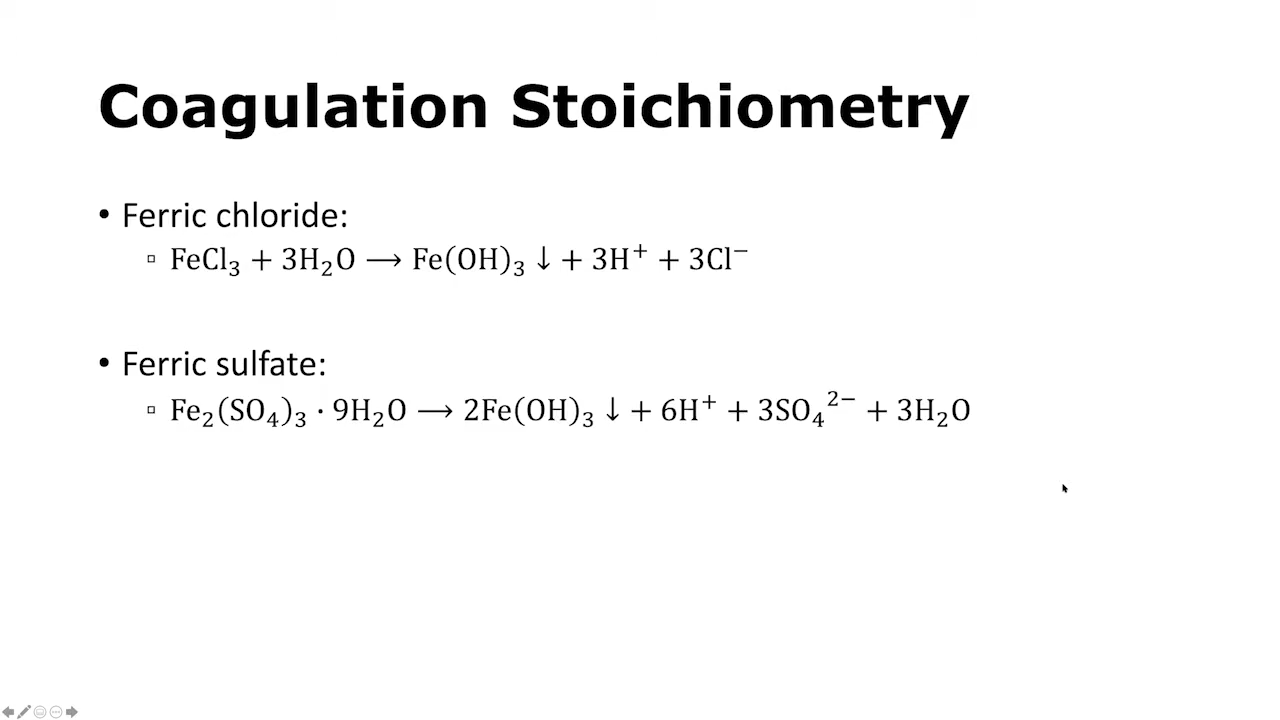 Coagulation Stoichiometry
• Ferric chloride:
▫ FeCl₃ + 3H₂O ⟶ Fe(OH)₃ ↓ + 3H⁺ + 3Cl⁻
• Ferric sulfate:
▫ Fe₂(SO₄)₃ · 9H₂O ⟶ 2Fe(OH)₃ ↓ + 6H⁺ + 3SO₄²⁻ + 3H₂O